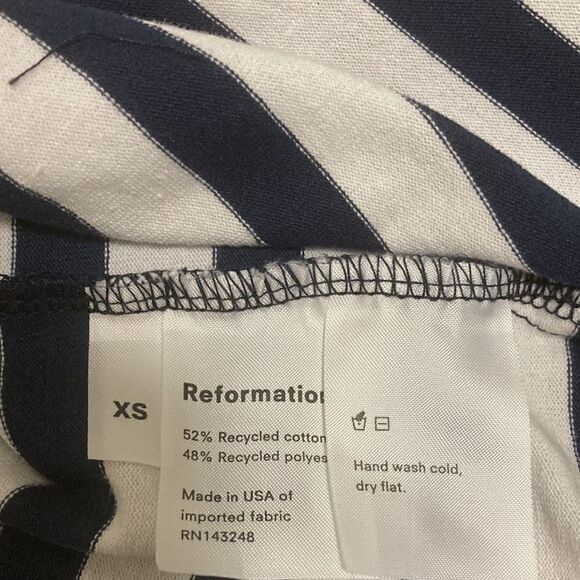 XS
Reformatio
52% Recycled cotton
48% Recycled polyes
Made in USA of
imported fabric
RN143248
Hand wash cold,
dry flat.